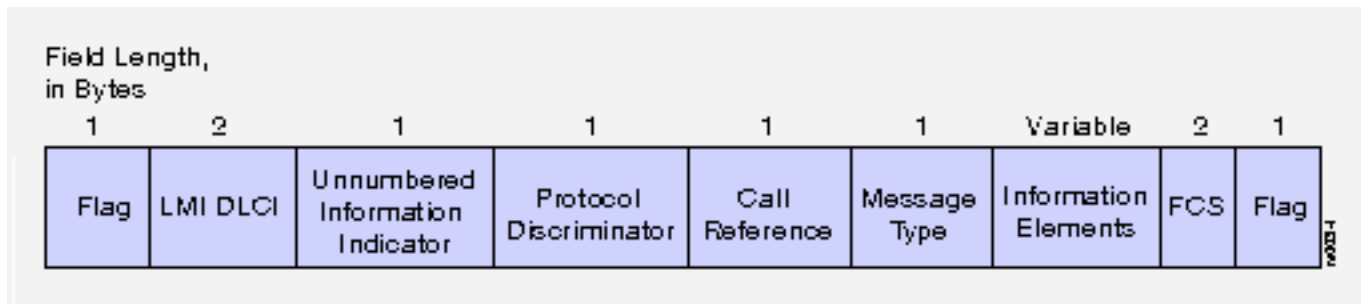 Field Length,
in Bytes
1 2 1 1 1 1 Variable 2 1
Flag
LMI DLCI
Unnumbered
Information
Indicator
Protocol
Discriminator
Call
Reference
Message
Type
Information
Elements
FCS
Flag